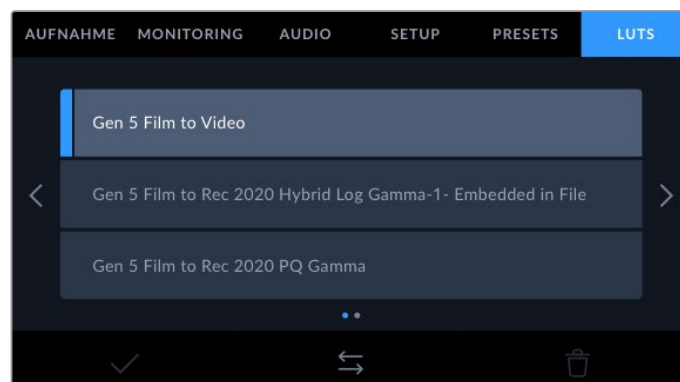 AUFNAHME MONITORING AUDIO SETUP PRESETS LUTS
Gen 5 Film to Video
Gen 5 Film to Rec 2020 Hybrid Log Gamma-1- Embedded in File
Gen 5 Film to Rec 2020 PQ Gamma